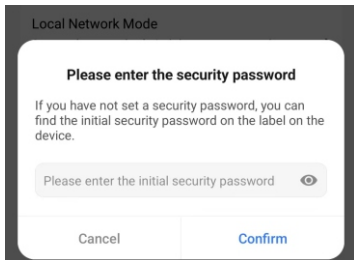 Local Network Mode
Please enter the security password
If you have not set a security password, you can
find the initial security password on the label on the
device.
Please enter the initial security password
Cancel
Confirm